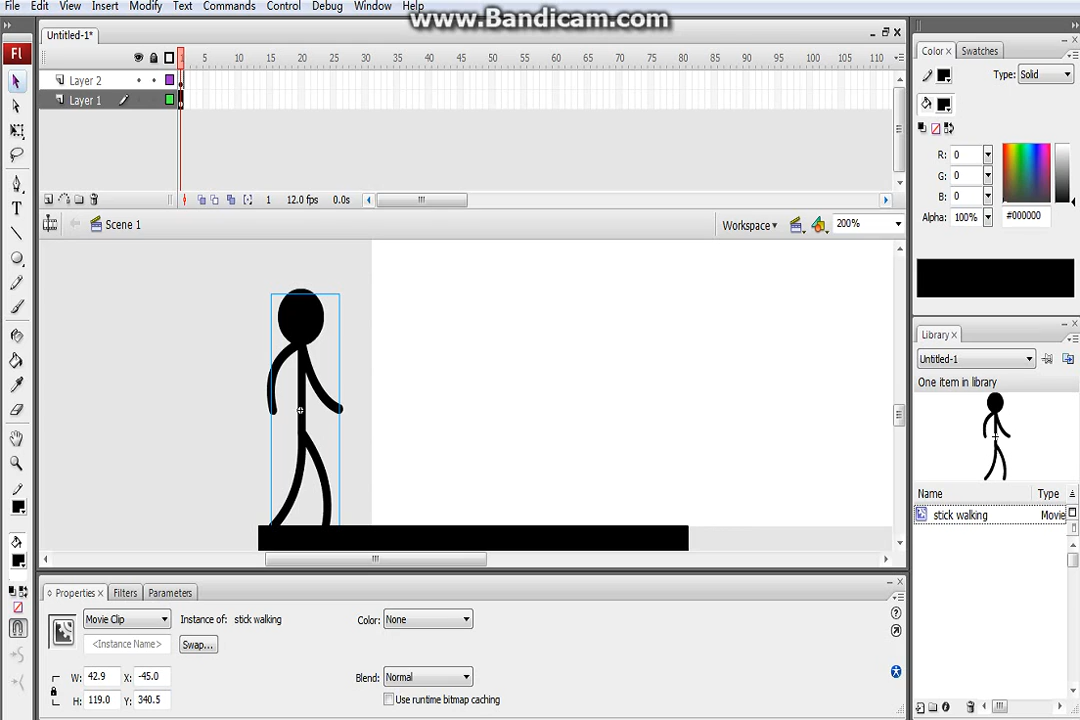 File Edit View Insert Modify Text Commands Control Debug Window Help
www.Bandicam.com
Untitled-1*
1 5 10 15 20 25 30 35 40 45 50 55 60 65 70 75 80 85 90 95 100 105 110
Layer 2
Layer 1
1 12.0 fps 0.0s
Scene 1 Workspace 200%
Color × Swatches
Type: Solid
Fl
R: 0
G: 0
B: 0
Alpha: 100% #000000
Library ×
Untitled-1
One item in library
Name Type
stick walking Movie
Properties × Filters Parameters
Movie Clip Instance of: stick walking Color: None
<Instance Name> Swap...
W: 42.9 X: -45.0 Blend: Normal
H: 119.0 Y: 340.5 Use runtime bitmap caching